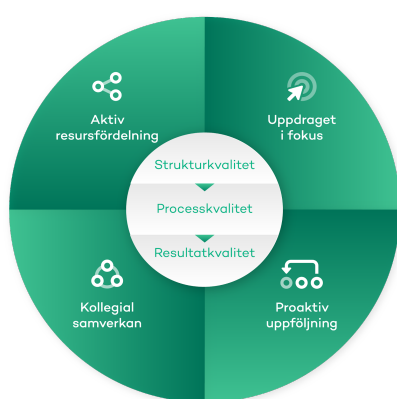 Aktiv
resursfördelning
Uppdraget
i fokus
Strukturkvalitet
Processkvalitet
Resultatkvalitet
Kollegial
samverkan
Proaktiv
uppföljning